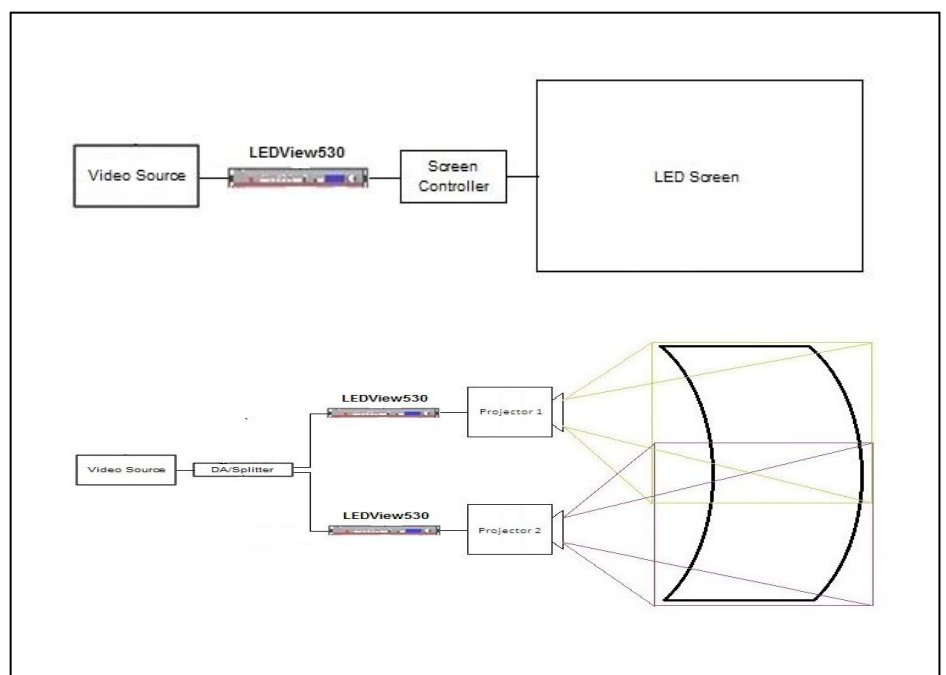 LEDView530
Video Source
Screen
Controller
LED Screen
LEDView530
Projector 1
Video Source
DA/Splitter
LEDView530
Projector 2